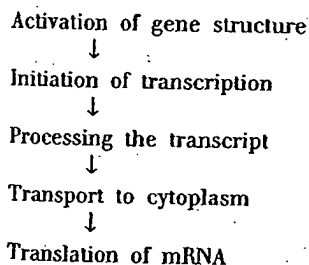 Activation of gene structure
↓
Initiation of transcription
↓
Processing the transcript
↓
Transport to cytoplasm
↓
Translation of mRNA